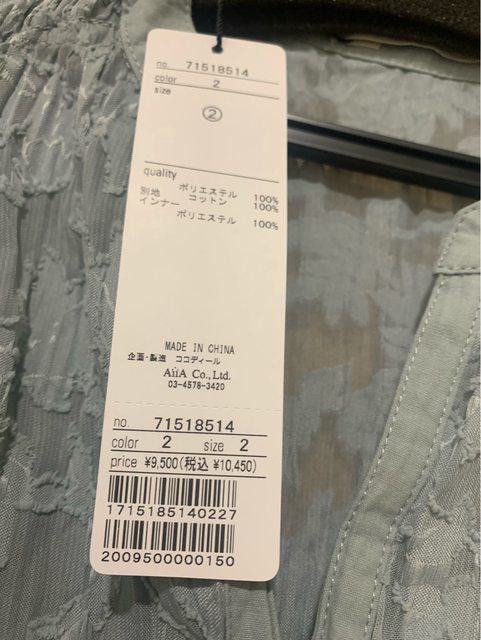 no. 71518514
color 2
size
②
quality
ポリエステル 100%
別地 コットン 100%
インナー
ポリエステル 100%
MADE IN CHINA
企画・製造 ココディール
AiiA Co.,Ltd.
03-4578-3420
no. 71518514
color 2 size 2
price ¥9,500(税込 ¥10,450)
1715185140227
2009500000150